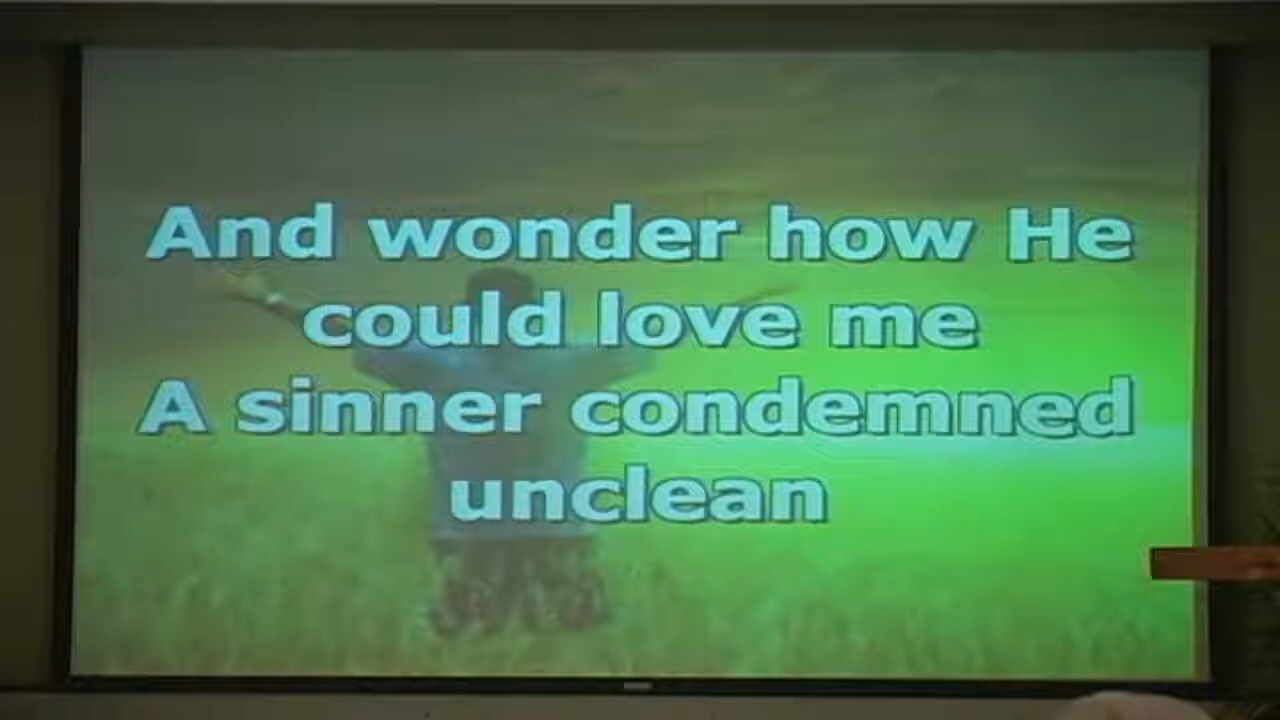 And wonder how He
could love me
A sinner condemned
unclean